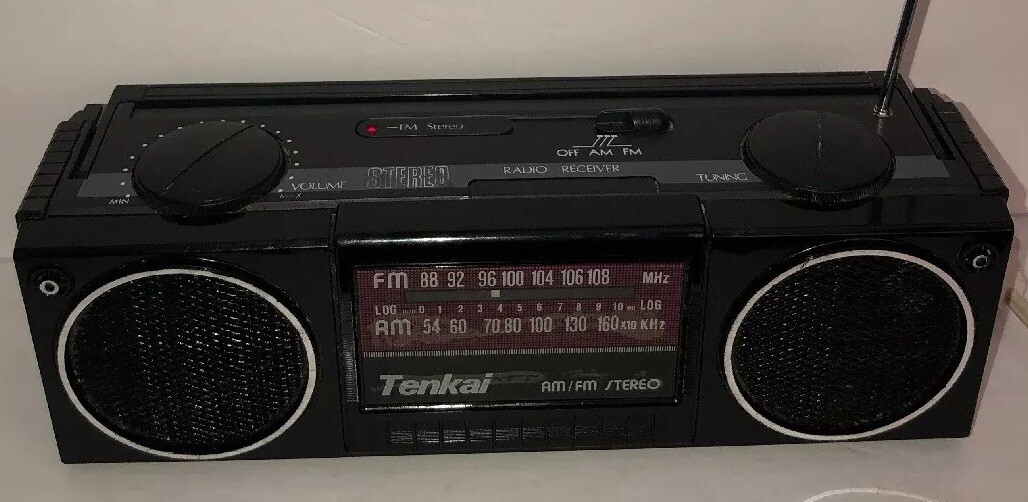 FM Stereo
OFF AM FM
VOLUME STEREO RADIO RECEIVER TUNING
MIN
FM 88 92 96 100 104 106 108 MHz
LOG 0 1 2 3 4 5 6 7 8 9 10 LOG
AM 54 60 70 80 100 130 160 x10 KHz
Tenkai AM/FM STEREO